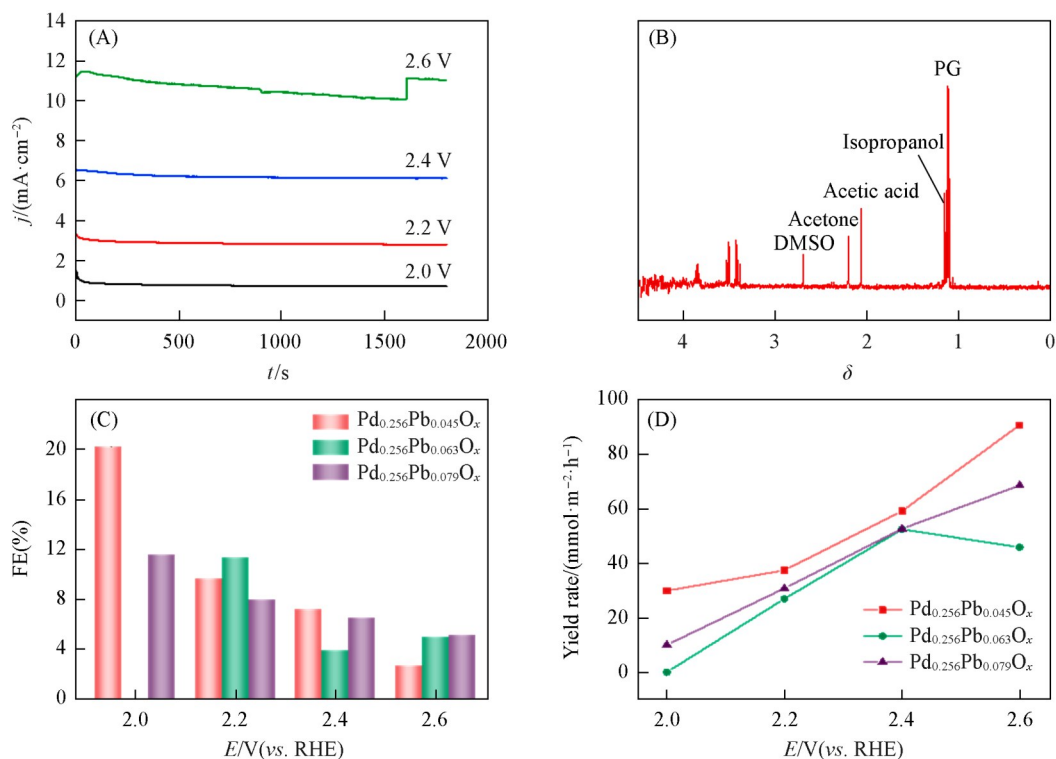 (A)
14
12
10
8
6
4
2
0
j/(mA·cm⁻²)
2.6 V
2.4 V
2.2 V
2.0 V
0 500 1000 1500 2000
t/s
(B)
PG
Isopropanol
Acetic acid
Acetone
DMSO
4 3 2 1 0
δ
(C)
20
16
12
8
4
0
FE(%)
Pd₀.₂₅₆Pb₀.₀₄₅Oₓ
Pd₀.₂₅₆Pb₀.₀₆₃Oₓ
Pd₀.₂₅₆Pb₀.₀₇₉Oₓ
2.0 2.2 2.4 2.6
E/V(vs. RHE)
(D)
100
80
60
40
20
0
Yield rate/(mmol·m⁻²·h⁻¹)
Pd₀.₂₅₆Pb₀.₀₄₅Oₓ
Pd₀.₂₅₆Pb₀.₀₆₃Oₓ
Pd₀.₂₅₆Pb₀.₀₇₉Oₓ
2.0 2.2 2.4 2.6
E/V(vs. RHE)